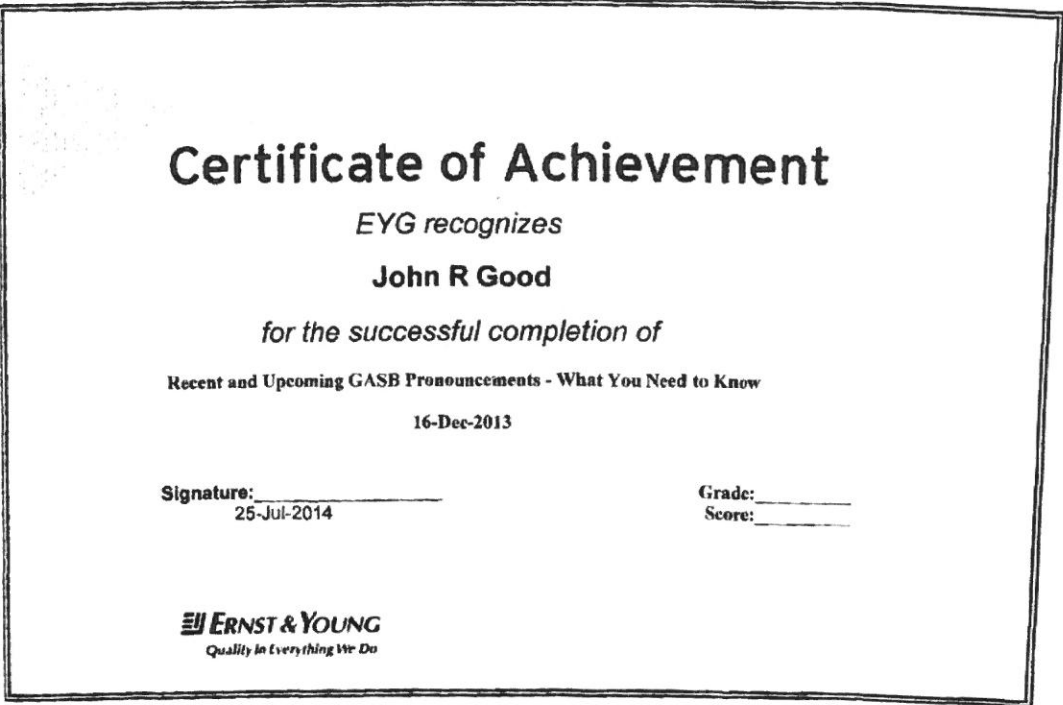 Certificate of Achievement
EYG recognizes
John R Good
for the successful completion of
Recent and Upcoming GASB Pronouncements - What You Need to Know
16-Dec-2013
Signature:
25-Jul-2014
Grade:
Score:
ERNST & YOUNG
Quality In Everything We Do